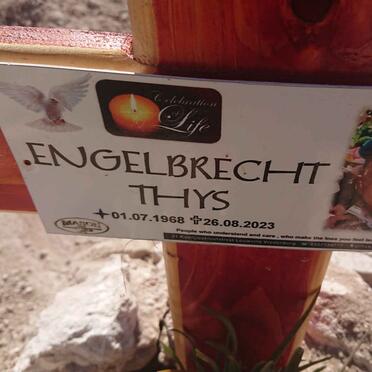 Celebration
of Life
ENGELBRECHT
THYS
01.07.1968 26.08.2023
People who understand and care, who make the loss you feel